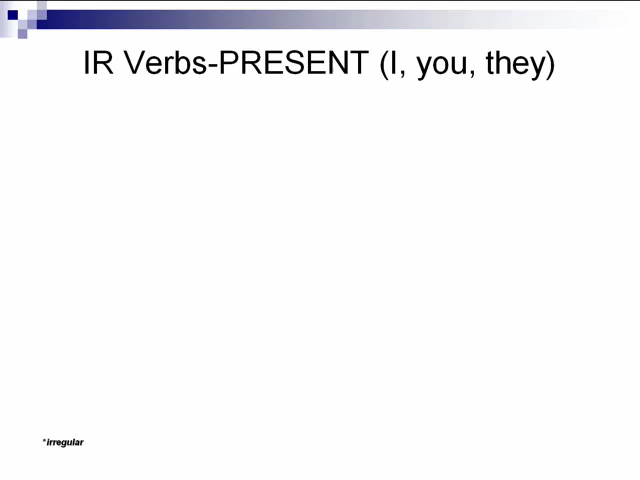 IR Verbs-PRESENT (I, you, they)
*irregular